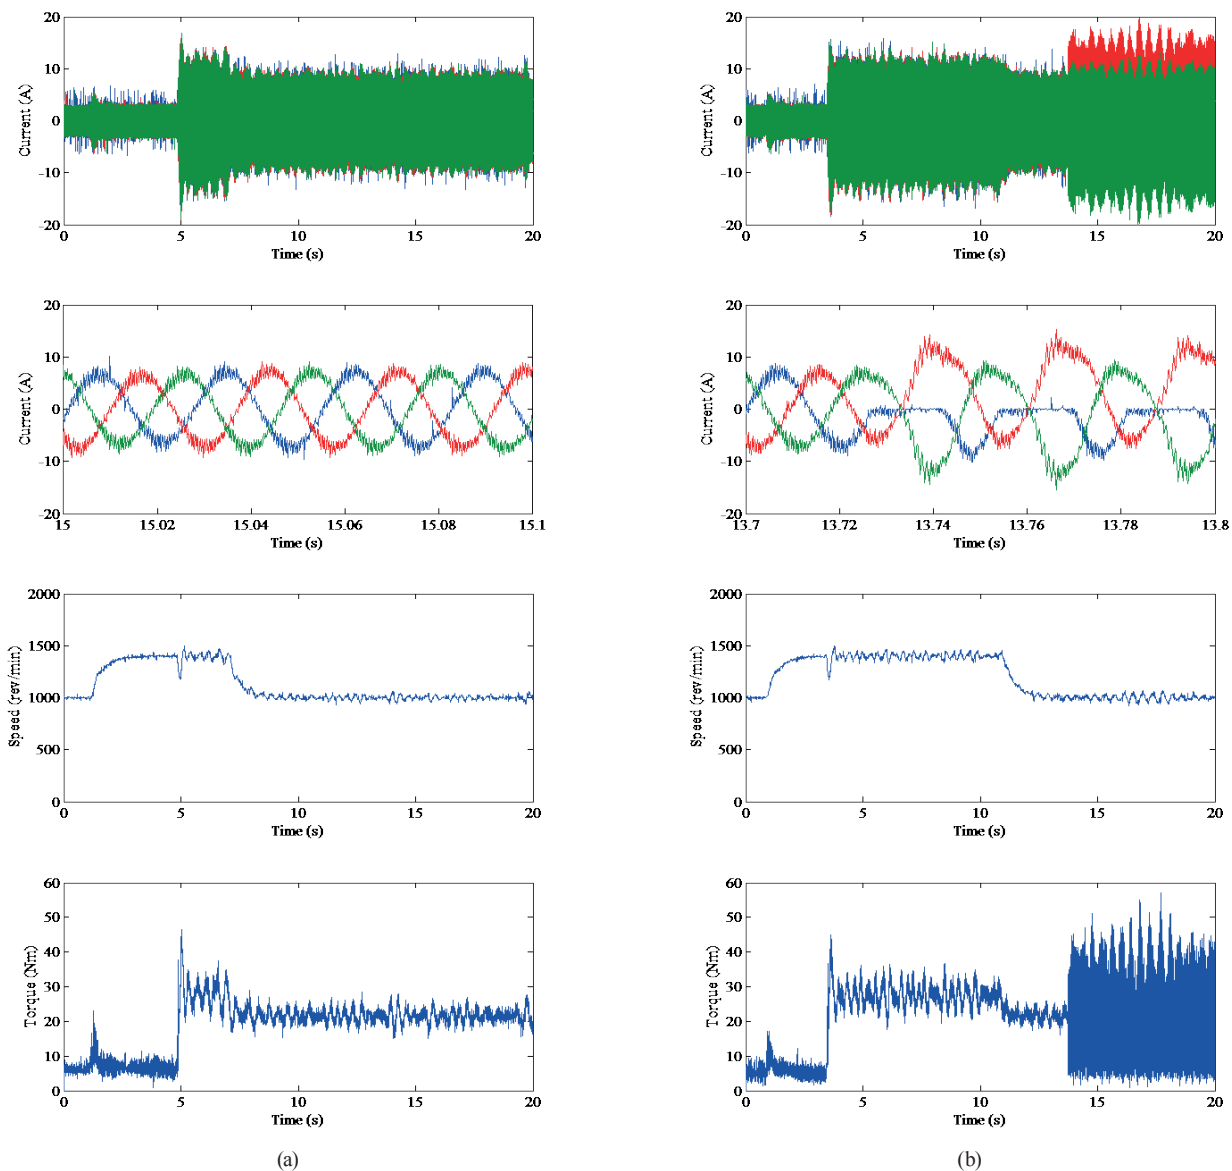 20
10
0
-10
-20
Current (A)
0 5 10 15 20
Time (s)
20
10
0
-10
-20
Current (A)
0 5 10 15 20
Time (s)
20
10
0
-10
-20
Current (A)
15 15.02 15.04 15.06 15.08 15.1
Time (s)
20
10
0
-10
-20
Current (A)
13.7 13.72 13.74 13.76 13.78 13.8
Time (s)
2000
1500
1000
500
0
Speed (rev/min)
0 5 10 15 20
Time (s)
2000
1500
1000
500
0
Speed (rev/min)
0 5 10 15 20
Time (s)
60
50
40
30
20
10
0
Torque (Nm)
0 5 10 15 20
Time (s)
60
50
40
30
20
10
0
Torque (Nm)
0 5 10 15 20
Time (s)
(a)
(b)